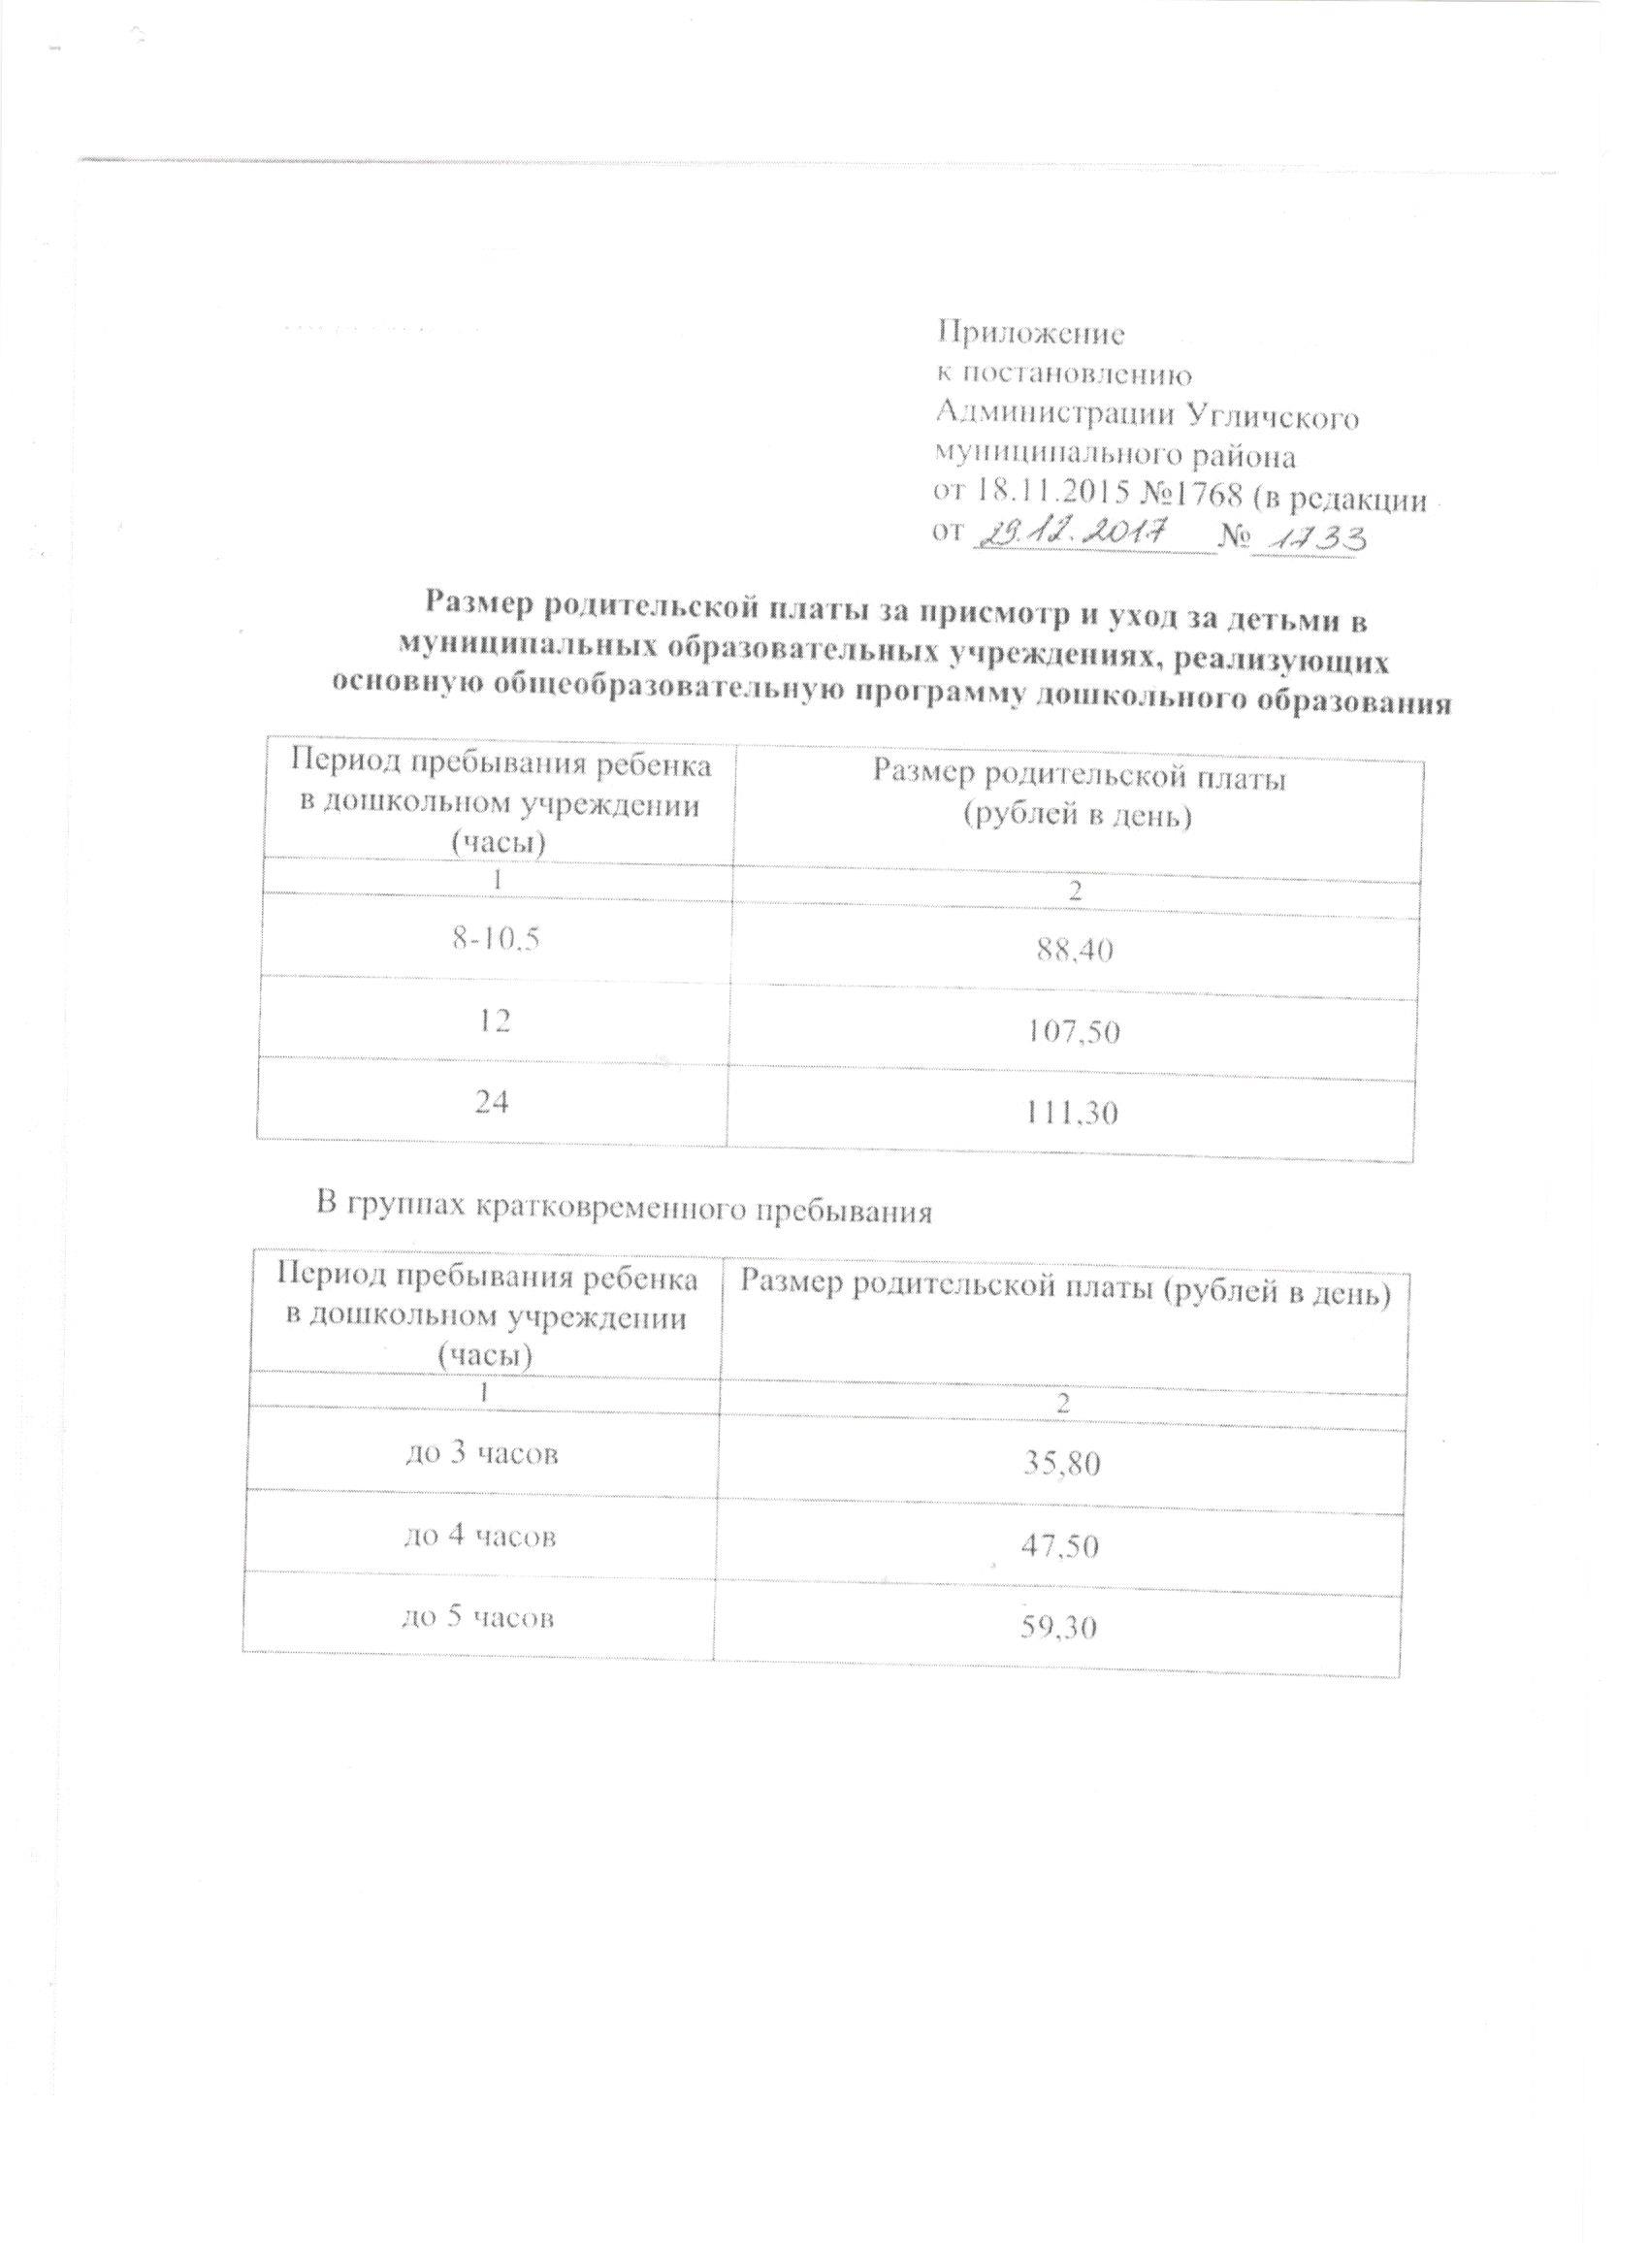 Приложение
к постановлению
Администрации Угличского
муниципального района
от 18.11.2015 №1768 (в редакции
от 29.12.2017 № 1733
Размер родительской платы за присмотр и уход за детьми в
муниципальных образовательных учреждениях, реализующих
основную общеобразовательную программу дошкольного образования
Период пребывания ребенка
в дошкольном учреждении
(часы)
Размер родительской платы
(рублей в день)
1
2
8-10,5
88,40
12
107,50
24
111,30
В группах кратковременного пребывания
Период пребывания ребенка
в дошкольном учреждении
(часы)
Размер родительской платы (рублей в день)
1
2
до 3 часов
35,80
до 4 часов
47,50
до 5 часов
59,30